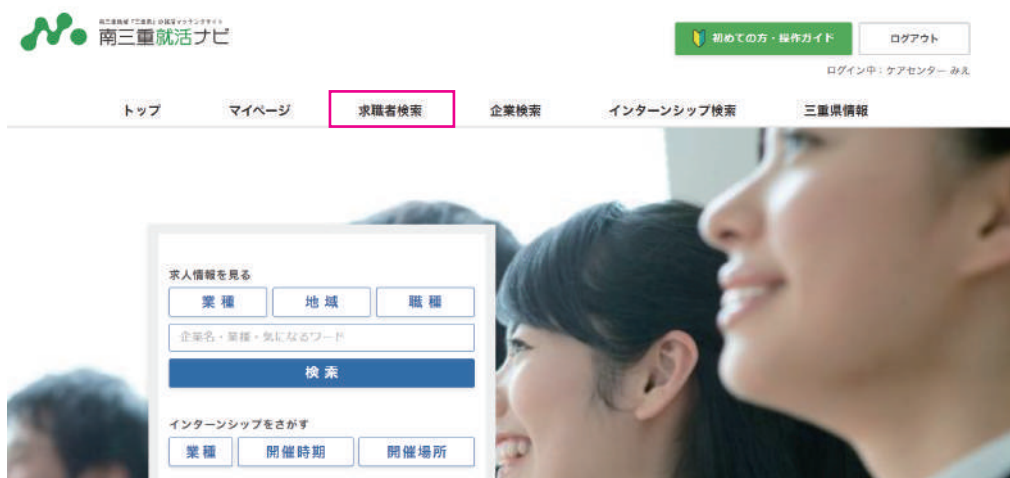 南三重就活ナビ
初めての方・操作ガイド
ログアウト
ログイン中：ケアセンター みえ
トップ
マイページ
求職者検索
企業検索
インターンシップ検索
三重県情報
求人情報を見る
業種
地域
職種
企業名・業種・気になるワード
検索
インターンシップをさがす
業種
開催時期
開催場所